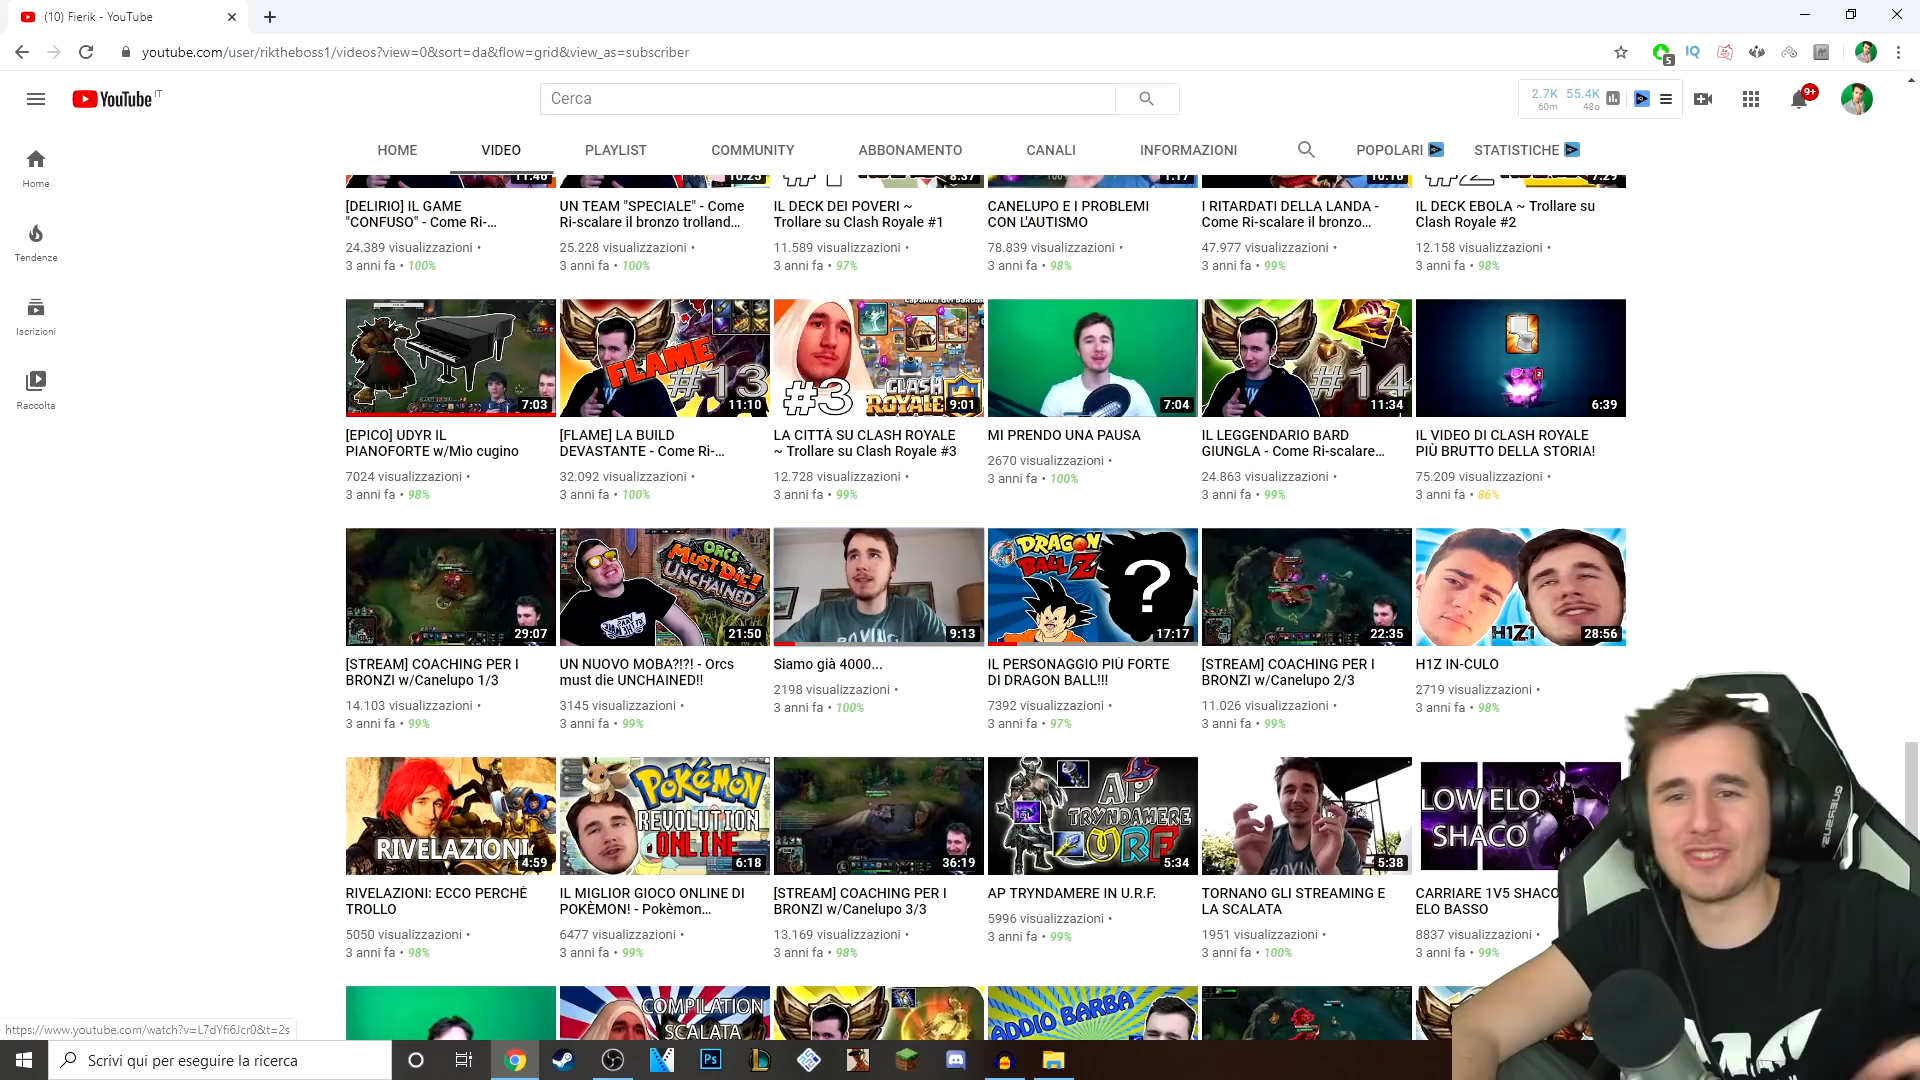 (10) Fierik - YouTube
youtube.com/user/riktheboss1/videos?view=0&sort=da&flow=grid&view_as=subscriber
5
IQ
YouTube IT
Cerca
2.7K 55.4K
60m 48o
9+
HOME VIDEO PLAYLIST COMMUNITY ABBONAMENTO CANALI INFORMAZIONI POPOLARI STATISTICHE
Home
Tendenze
Iscrizioni
Raccolta
11:46 10:25 8:37 1:17 10:16 7:29
[DELIRIO] IL GAME
"CONFUSO" - Come Ri-...
24.389 visualizzazioni •
3 anni fa • 100%
UN TEAM "SPECIALE" - Come
Ri-scalare il bronzo trolland...
25.228 visualizzazioni •
3 anni fa • 100%
IL DECK DEI POVERI ~
Trollare su Clash Royale #1
11.589 visualizzazioni •
3 anni fa • 97%
CANELUPO E I PROBLEMI
CON L'AUTISMO
78.839 visualizzazioni •
3 anni fa • 98%
I RITARDATI DELLA LANDA -
Come Ri-scalare il bronzo...
47.977 visualizzazioni •
3 anni fa • 99%
IL DECK EBOLA ~ Trollare su
Clash Royale #2
12.158 visualizzazioni •
3 anni fa • 98%
7:03
[EPICO] UDYR IL
PIANOFORTE w/Mio cugino
7024 visualizzazioni •
3 anni fa • 98%
FLAME
#13
11:10
[FLAME] LA BUILD
DEVASTANTE - Come Ri-...
32.092 visualizzazioni •
3 anni fa • 100%
Capanna dei Barbari
#3
CLASH
ROYALE
9:01
LA CITTÀ SU CLASH ROYALE
~ Trollare su Clash Royale #3
12.728 visualizzazioni •
3 anni fa • 99%
7:04
MI PRENDO UNA PAUSA
2670 visualizzazioni •
3 anni fa • 100%
#14
11:34
IL LEGGENDARIO BARD
GIUNGLA - Come Ri-scalare...
24.863 visualizzazioni •
3 anni fa • 99%
6:39
IL VIDEO DI CLASH ROYALE
PIÙ BRUTTO DELLA STORIA!
75.209 visualizzazioni •
3 anni fa • 86%
29:07
[STREAM] COACHING PER I
BRONZI w/Canelupo 1/3
14.103 visualizzazioni •
3 anni fa • 99%
ORCS
MUST DIE!
UNCHAINED
21:50
UN NUOVO MOBA?!?! - Orcs
must die UNCHAINED!!
3145 visualizzazioni •
3 anni fa • 99%
9:13
Siamo già 4000...
2198 visualizzazioni •
3 anni fa • 100%
DRAGON
BALL Z
?
17:17
IL PERSONAGGIO PIÙ FORTE
DI DRAGON BALL!!!
7392 visualizzazioni •
3 anni fa • 97%
22:35
[STREAM] COACHING PER I
BRONZI w/Canelupo 2/3
11.026 visualizzazioni •
3 anni fa • 99%
H1Z1
28:56
H1Z IN-CULO
2719 visualizzazioni •
3 anni fa • 98%
RIVELAZIONI
4:59
RIVELAZIONI: ECCO PERCHÈ
TROLLO
5050 visualizzazioni •
3 anni fa • 98%
POKÉMON
REVOLUTION
ONLINE
6:18
IL MIGLIOR GIOCO ONLINE DI
POKÈMON! - Pokèmon...
6477 visualizzazioni •
3 anni fa • 99%
36:19
[STREAM] COACHING PER I
BRONZI w/Canelupo 3/3
13.169 visualizzazioni •
3 anni fa • 98%
AP
TRYNDAMERE
URF
5:34
AP TRYNDAMERE IN U.R.F.
5996 visualizzazioni •
3 anni fa • 99%
5:38
TORNANO GLI STREAMING E
LA SCALATA
1951 visualizzazioni •
3 anni fa • 100%
LOW ELO
SHACO
CARRIARE 1V5 SHACO
ELO BASSO
8837 visualizzazioni •
3 anni fa • 99%
QUERSUS
COMPILATION
SCALATA
ADDIO BARBA
https://www.youtube.com/watch?v=L7dYfi6Jcr0&t=2s
Scrivi qui per eseguire la ricerca
Ps